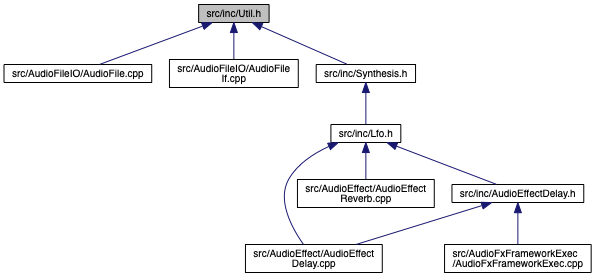 src/inc/Util.h
src/AudioFileIO/AudioFile.cpp
src/AudioFileIO/AudioFile
If.cpp
src/inc/Synthesis.h
src/inc/Lfo.h
src/AudioEffect/AudioEffect
Reverb.cpp
src/inc/AudioEffectDelay.h
src/AudioEffect/AudioEffect
Delay.cpp
src/AudioFxFrameworkExec
/AudioFxFrameworkExec.cpp